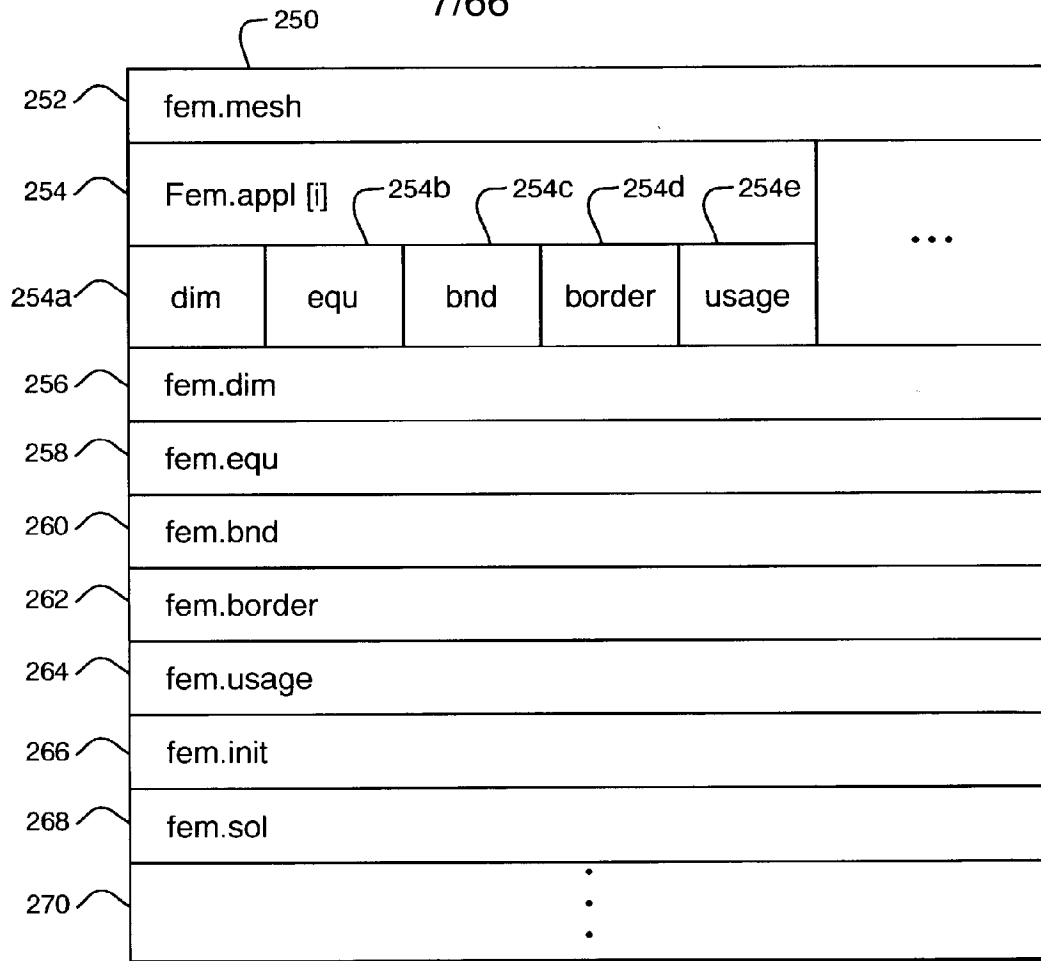 7/66
250
252 fem.mesh
254 Fem.appl [i] 254b 254c 254d 254e ...
254a dim equ bnd border usage
256 fem.dim
258 fem.equ
260 fem.bnd
262 fem.border
264 fem.usage
266 fem.init
268 fem.sol
270